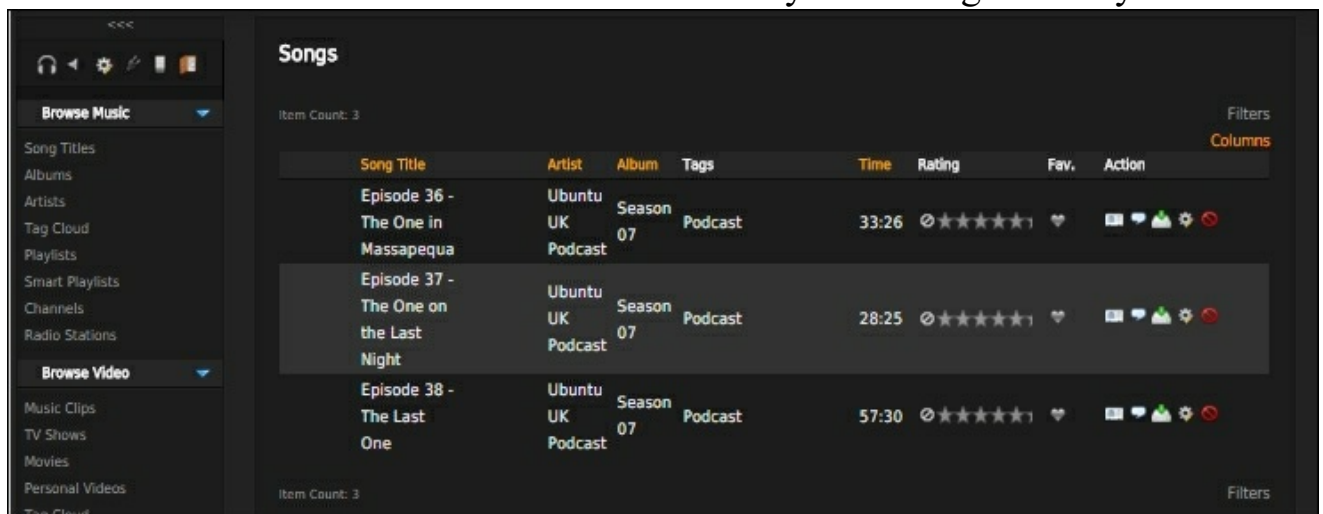 <<<
Songs
Browse Music
Item Count: 3
Filters
Song Titles
Columns
Albums
Artists
Tag Cloud
Playlists
Smart Playlists
Channels
Radio Stations
Browse Video
Music Clips
TV Shows
Movies
Personal Videos
Tag Cloud
Song Title Artist Album Tags Time Rating Fav. Action
Episode 36 -
The One in
Massapequa
Ubuntu
UK
Podcast
Season
07
Podcast
33:26
Episode 37 -
The One on
the Last
Night
Ubuntu
UK
Podcast
Season
07
Podcast
28:25
Episode 38 -
The Last
One
Ubuntu
UK
Podcast
Season
07
Podcast
57:30
Item Count: 3
Filters